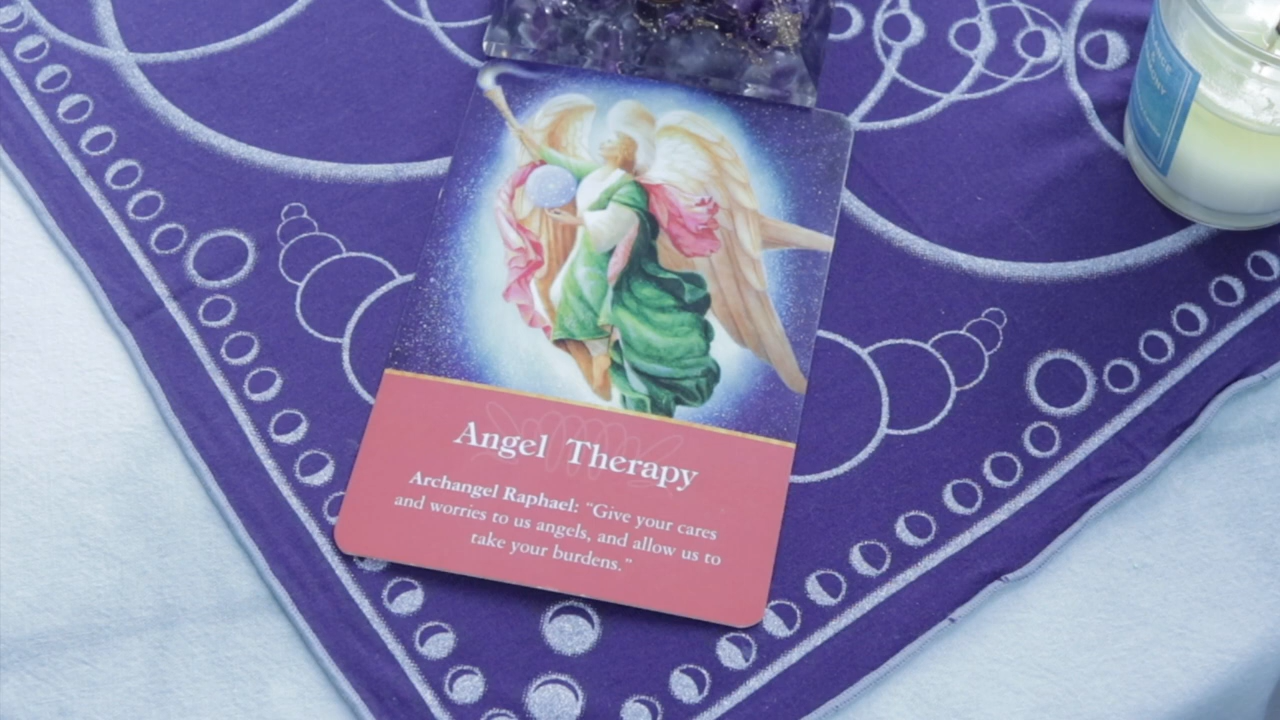 Angel Therapy
Archangel Raphael: "Give your cares
and worries to us angels, and allow us to
take your burdens."